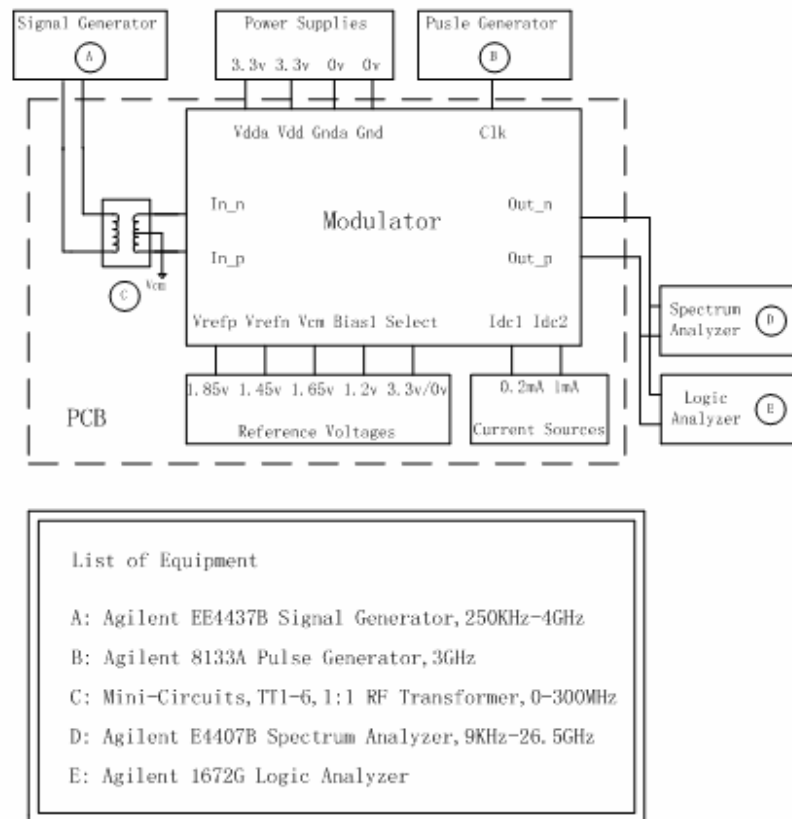 Signal Generator
A
Power Supplies
3.3v 3.3v 0v 0v
Pusle Generator
B
Vdda Vdd Gnda Gnd
Clk
In_n
Out_n
Modulator
In_p
Out_p
Vcm
C
Vrefp Vrefn Vcm Bias1 Select
Idc1 Idc2
Spectrum
Analyzer
D
1.85v 1.45v 1.65v 1.2v 3.3v/0v
0.2mA 1mA
Logic
Analyzer
E
PCB
Reference Voltages
Current Sources
List of Equipment
A: Agilent EE4437B Signal Generator, 250KHz-4GHz
B: Agilent 8133A Pulse Generator, 3GHz
C: Mini-Circuits, TT1-6, 1:1 RF Transformer, 0-300MHz
D: Agilent E4407B Spectrum Analyzer, 9KHz-26.5GHz
E: Agilent 1672G Logic Analyzer